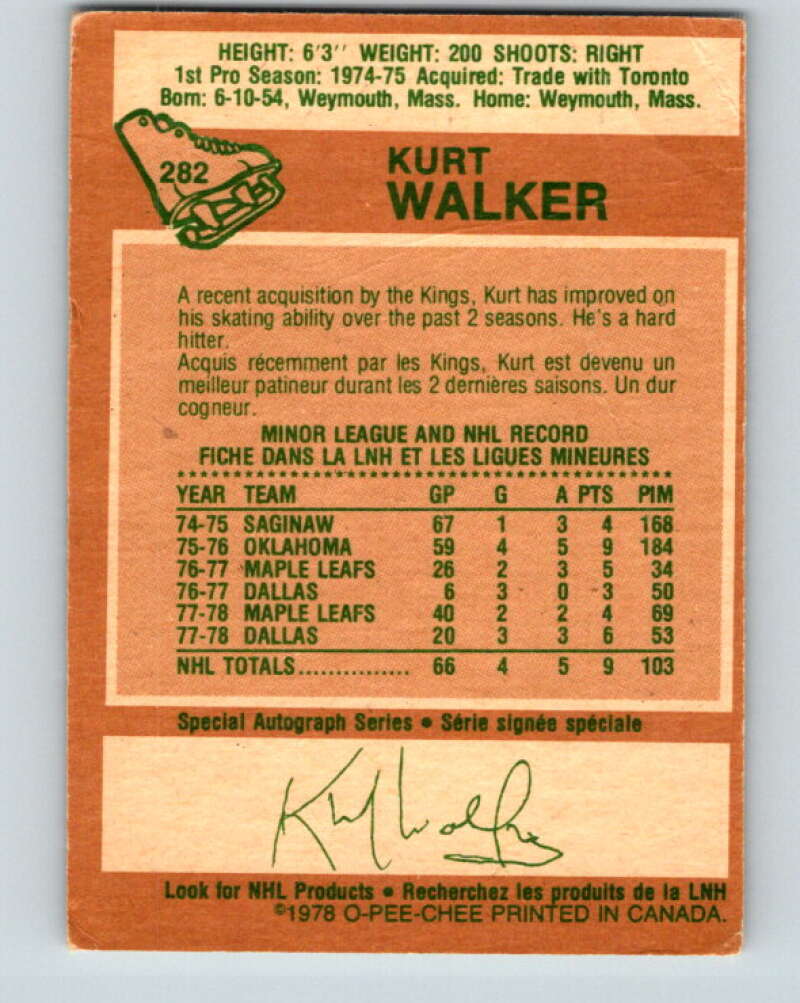 HEIGHT: 6'3'' WEIGHT: 200 SHOOTS: RIGHT
1st Pro Season: 1974-75 Acquired: Trade with Toronto
Born: 6-10-54, Weymouth, Mass. Home: Weymouth, Mass.
282
KURT
WALKER
A recent acquisition by the Kings, Kurt has improved on
his skating ability over the past 2 seasons. He's a hard
hitter.
Acquis récemment par les Kings, Kurt est devenu un
meilleur patineur durant les 2 dernières saisons. Un dur
cogneur.
MINOR LEAGUE AND NHL RECORD
FICHE DANS LA LNH ET LES LIGUES MINEURES
YEAR TEAM GP G A PTS PIM
74-75 SAGINAW 67 1 3 4 168
75-76 OKLAHOMA 59 4 5 9 184
76-77 MAPLE LEAFS 26 2 3 5 34
76-77 DALLAS 6 3 0 3 50
77-78 MAPLE LEAFS 40 2 2 4 69
77-78 DALLAS 20 3 3 6 53
NHL TOTALS............... 66 4 5 9 103
Special Autograph Series • Série signée spéciale
Kurt Walker
Look for NHL Products • Recherchez les produits de la LNH
©1978 O-PEE-CHEE PRINTED IN CANADA.